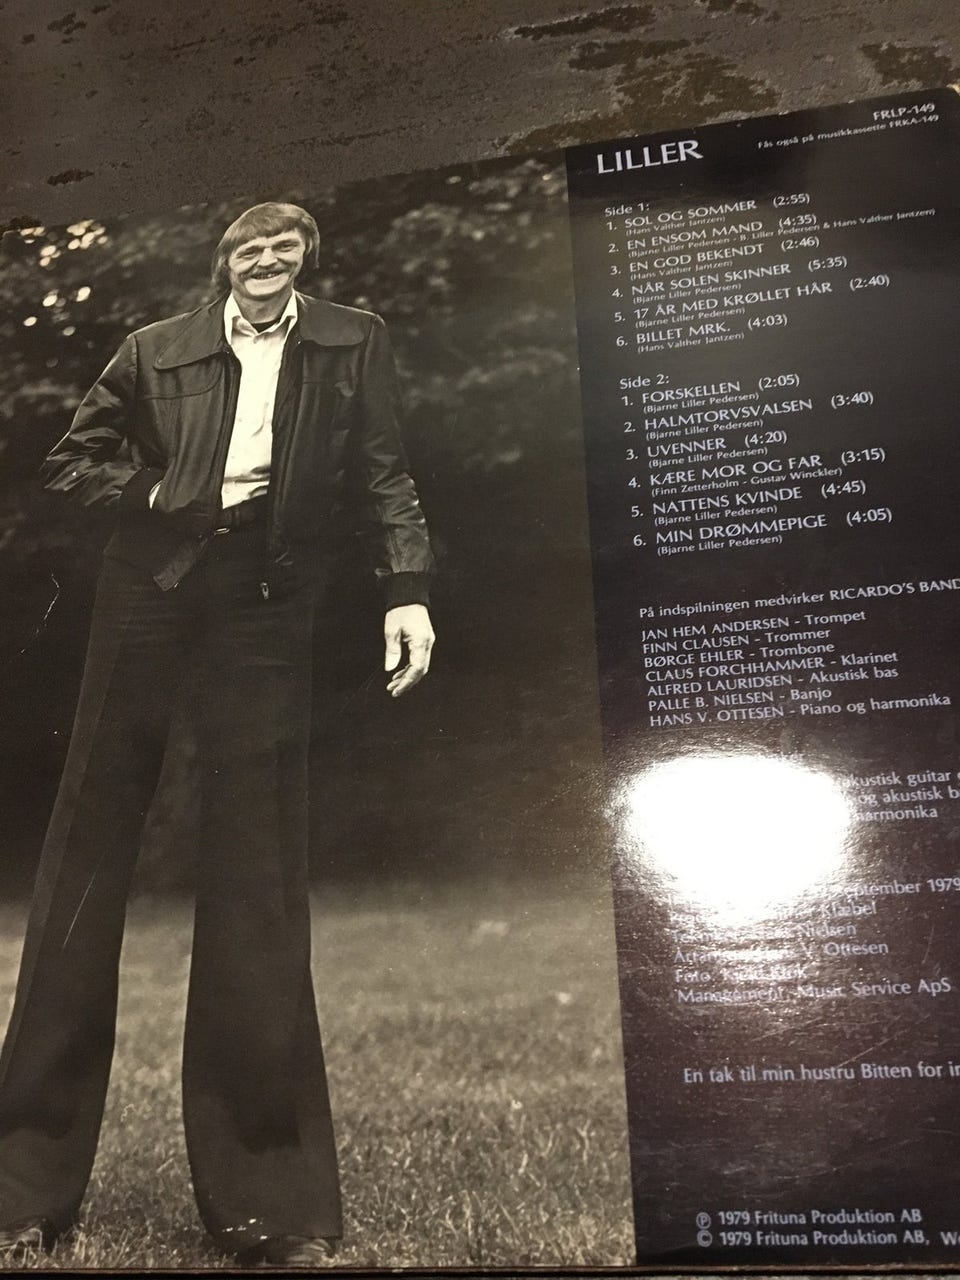 FRLP-149
Fås også på musikkassette FRKA-149
LILLER
Side 1:
1. SOL OG SOMMER (2:55)
(Hans Valther Jantzen)
2. EN ENSOM MAND (4:35)
(Bjarne Liller Pedersen - B. Liller Pedersen & Hans Valther Jantzen)
3. EN GOD BEKENDT (2:46)
(Hans Valther Jantzen)
4. NÅR SOLEN SKINNER (5:35)
(Bjarne Liller Pedersen)
5. 17 ÅR MED KRØLLET HÅR (2:40)
(Bjarne Liller Pedersen)
6. BILLET MRK. (4:03)
(Hans Valther Jantzen)
Side 2:
1. FORSKELLEN (2:05)
(Bjarne Liller Pedersen)
2. HALMTORVSVALSEN (3:40)
(Bjarne Liller Pedersen)
3. UVENNER (4:20)
(Bjarne Liller Pedersen)
4. KÆRE MOR OG FAR (3:15)
(Finn Zetterholm - Gustav Winckler)
5. NATTENS KVINDE (4:45)
(Bjarne Liller Pedersen)
6. MIN DRØMMEPIGE (4:05)
(Bjarne Liller Pedersen)
På indspilningen medvirker RICARDO'S BAND
JAN HEM ANDERSEN - Trompet
FINN CLAUSEN - Trommer
BØRGE EHLER - Trombone
CLAUS FORCHHAMMER - Klarinet
ALFRED LAURIDSEN - Akustisk bas
PALLE B. NIELSEN - Banjo
HANS V. OTTESEN - Piano og harmonika
akustisk guitar
og akustisk
harmonika
september 1979
Klæbel
Nielsen
V. Ottesen
Foto:
Management: Music Service ApS
En tak til min hustru Bitten for
℗ 1979 Frituna Produktion AB
© 1979 Frituna Produktion AB,